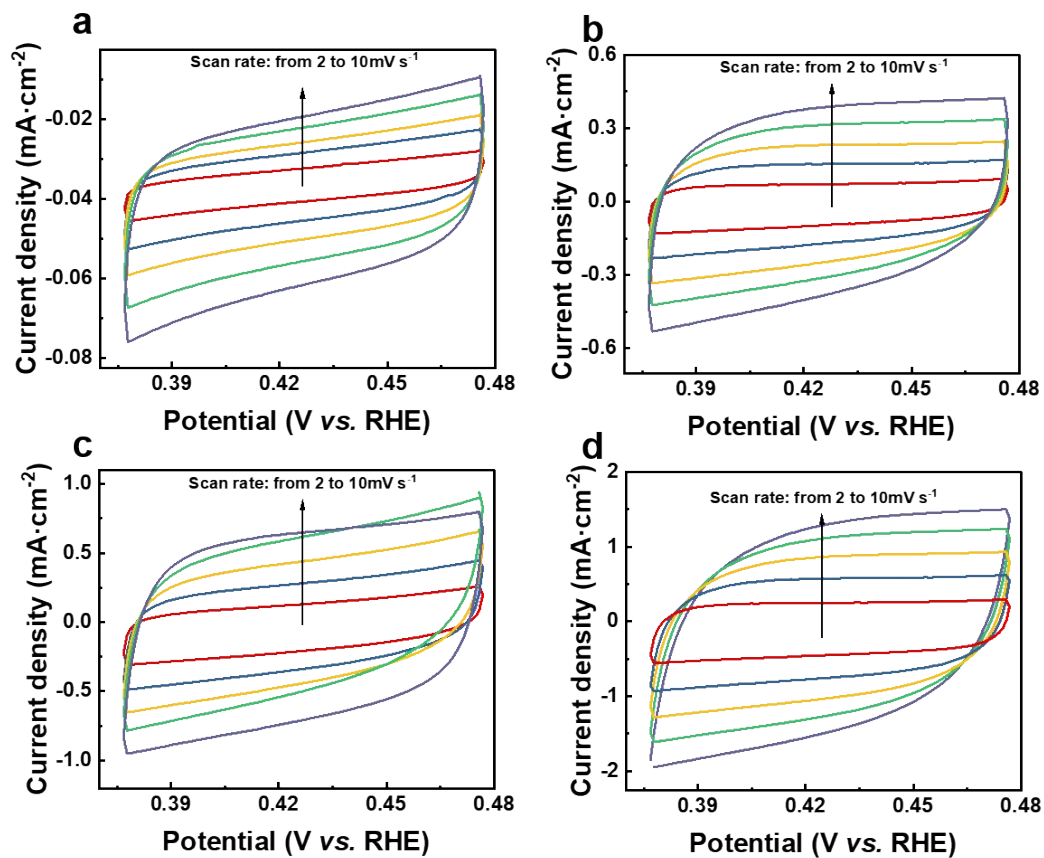 a
Scan rate: from 2 to 10mV s⁻¹
-0.02
-0.04
-0.06
-0.08
0.39 0.42 0.45 0.48
Current density (mA·cm⁻²)
Potential (V vs. RHE)
b
Scan rate: from 2 to 10mV s⁻¹
0.6
0.3
0.0
-0.3
-0.6
0.39 0.42 0.45 0.48
Current density (mA·cm⁻²)
Potential (V vs. RHE)
c
Scan rate: from 2 to 10mV s⁻¹
1.0
0.5
0.0
-0.5
-1.0
0.39 0.42 0.45 0.48
Current density (mA·cm⁻²)
Potential (V vs. RHE)
d
Scan rate: from 2 to 10mV s⁻¹
2
1
0
-1
-2
0.39 0.42 0.45 0.48
Current density (mA·cm⁻²)
Potential (V vs. RHE)